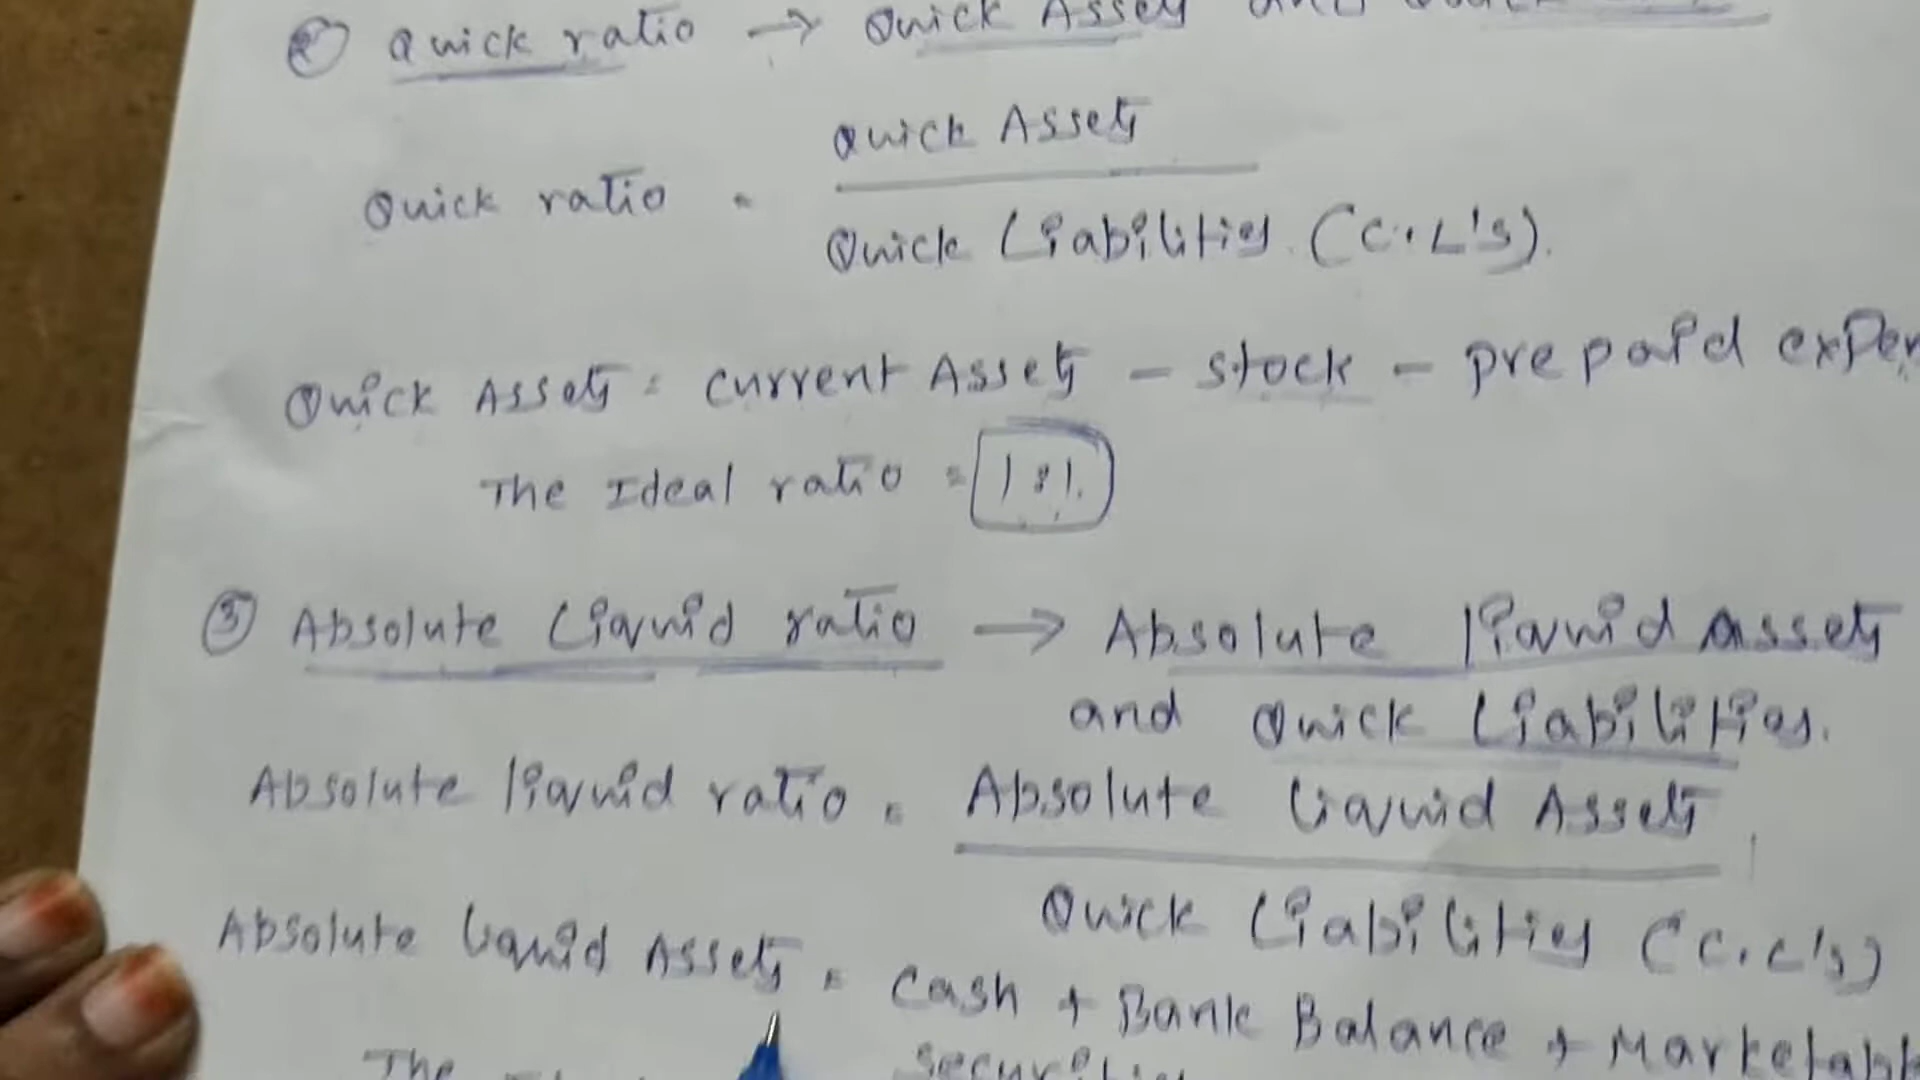 ② Quick ratio → Quick Assets and
Quick Assets
Quick ratio =
Quick Liabilities (C.L's).
Quick Assets = Current Assets - stock - prepaid
The Ideal ratio = 1:1.
③ Absolute Liquid ratio → Absolute liquid Assets
and Quick Liabilities.
Absolute liquid ratio = Absolute Liquid Assets
Quick Liabilities (C.L's)
Absolute Liquid Assets = Cash + Bank Balance +
The